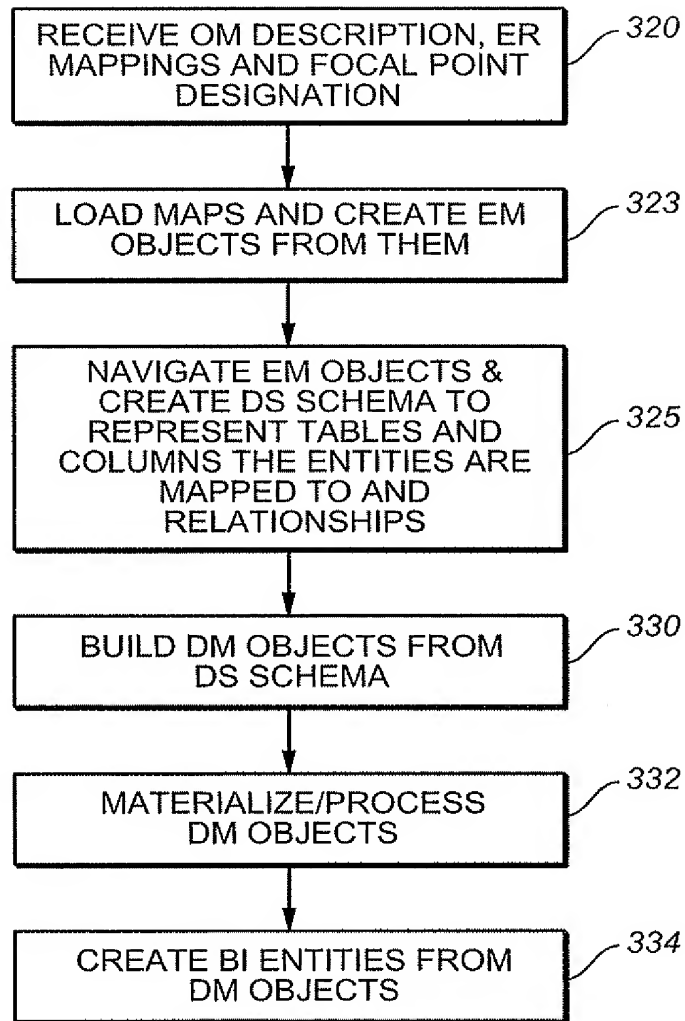 RECEIVE OM DESCRIPTION, ER
MAPPINGS AND FOCAL POINT
DESIGNATION
320
LOAD MAPS AND CREATE EM
OBJECTS FROM THEM
323
NAVIGATE EM OBJECTS &
CREATE DS SCHEMA TO
REPRESENT TABLES AND
COLUMNS THE ENTITIES ARE
MAPPED TO AND
RELATIONSHIPS
325
BUILD DM OBJECTS FROM
DS SCHEMA
330
MATERIALIZE/PROCESS
DM OBJECTS
332
CREATE BI ENTITIES FROM
DM OBJECTS
334